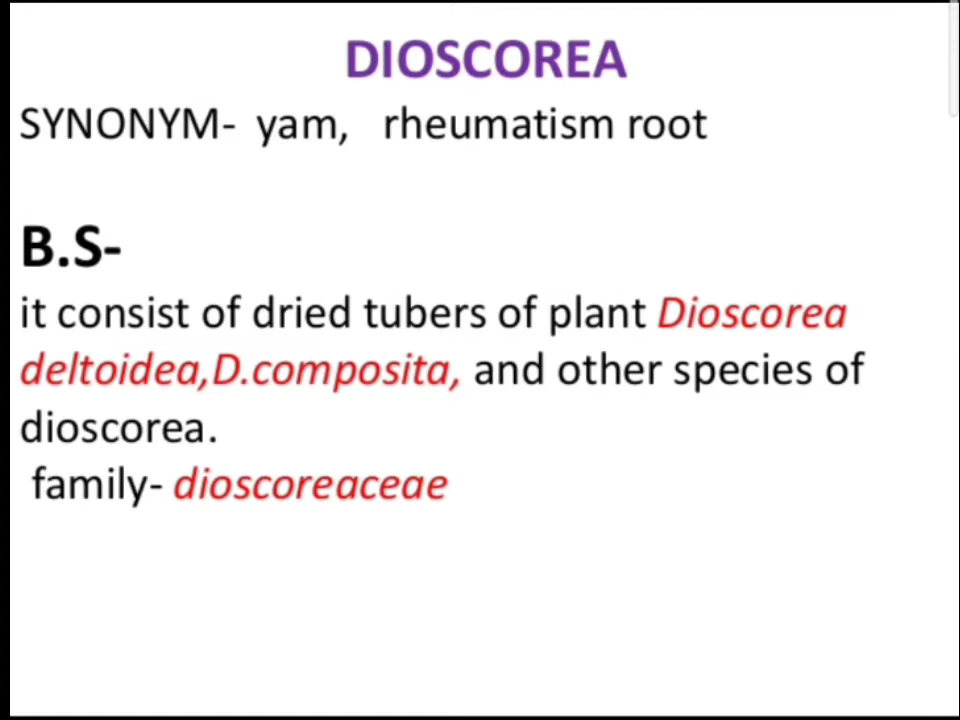 DIOSCOREA
SYNONYM- yam, rheumatism root
B.S-
it consist of dried tubers of plant Dioscorea
deltoidea,D.composita, and other species of
dioscorea.
family- dioscoreaceae